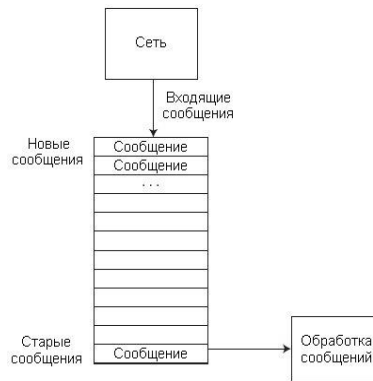 Сеть
Входящие
сообщения
Новые
сообщения
Сообщение
Сообщение
...
Старые
сообщения
Сообщение
Обработка
сообщений